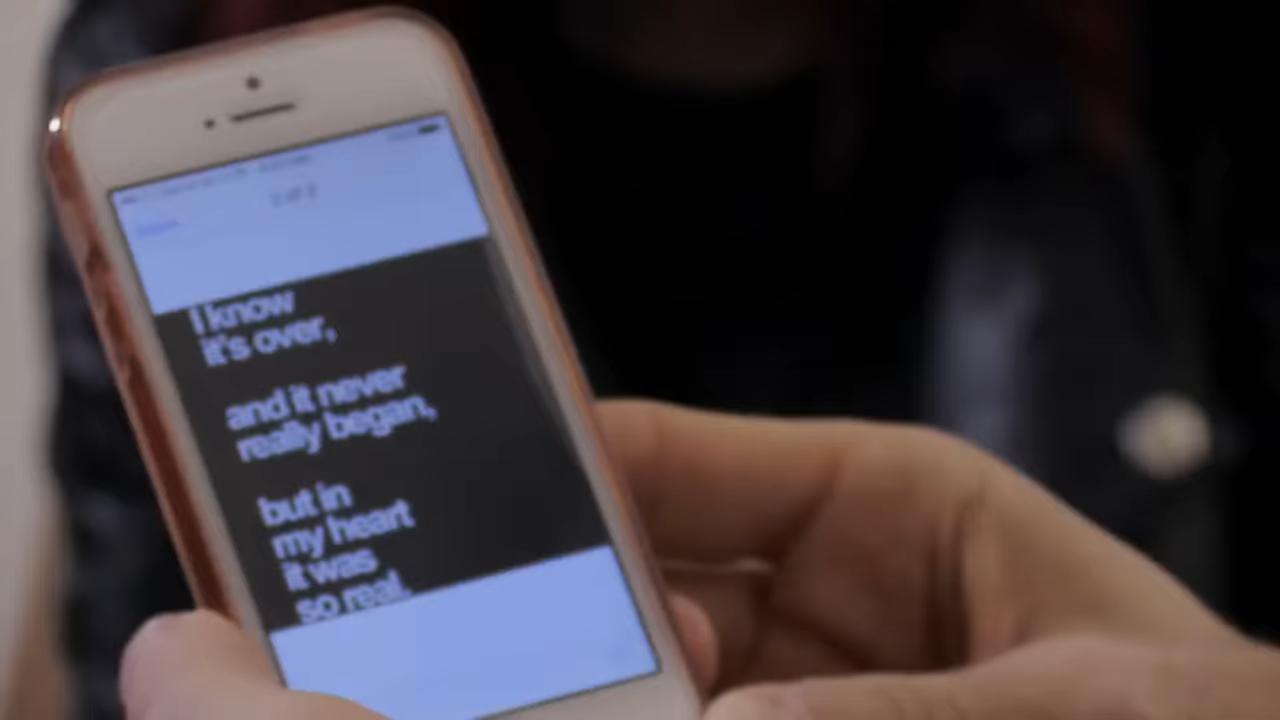 I know
it's over,
and it never
really began,
but in
my heart
it was
so real.